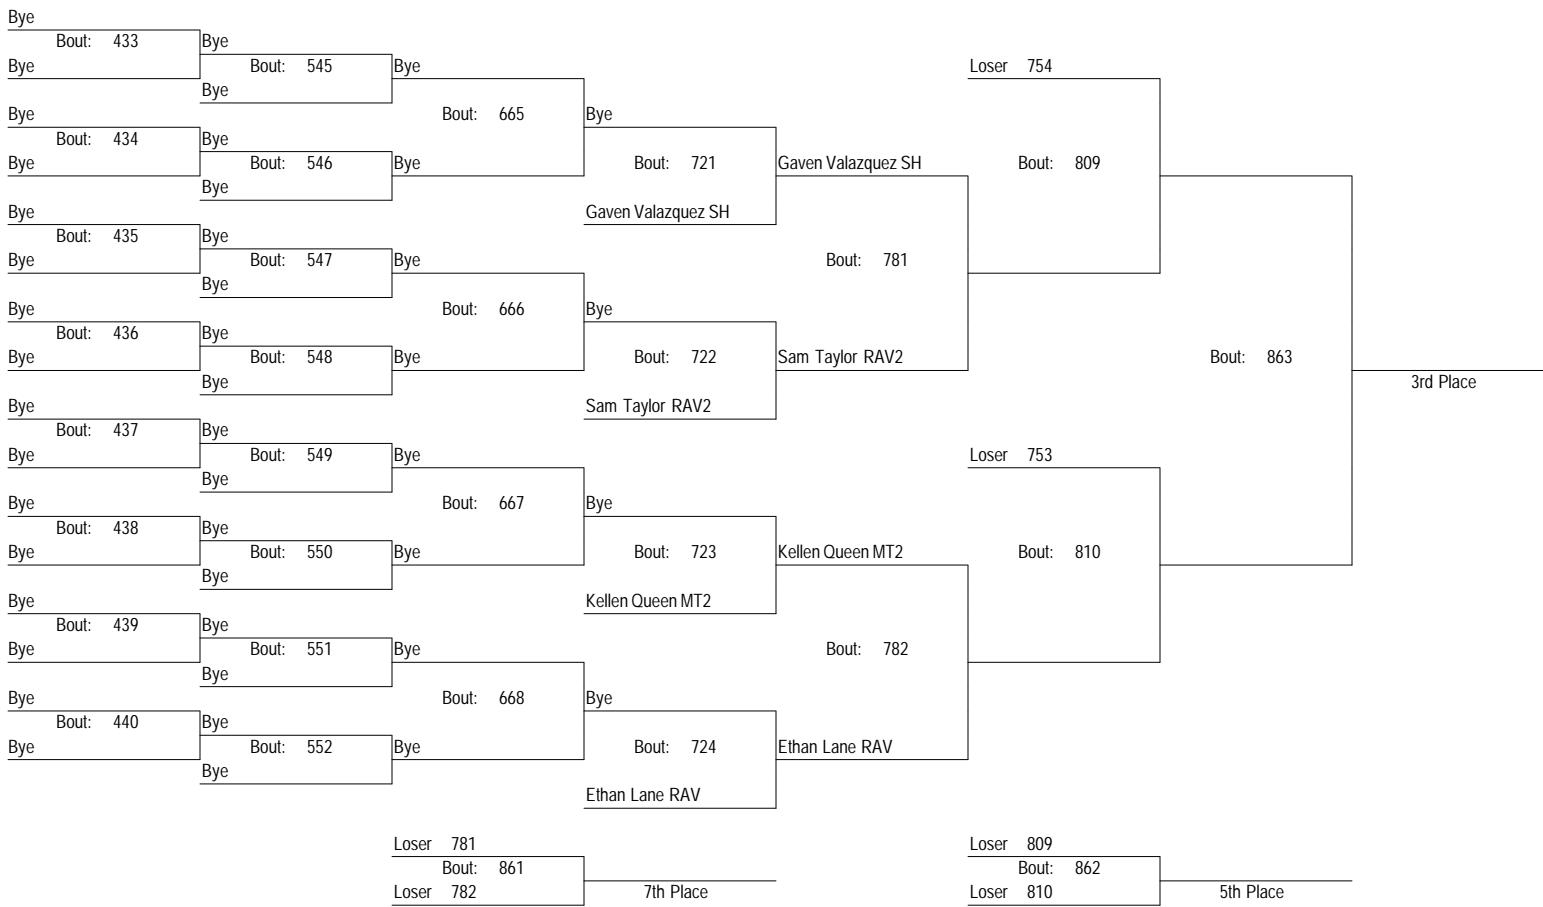 Bye
Bout: 433 Bye
Bye Bout: 545 Bye Loser 754
Bye
Bye Bout: 665 Bye
Bout: 434 Bye
Bye Bout: 546 Bye Bout: 721 Gaven Valazquez SH Bout: 809
Bye
Bye Gaven Valazquez SH
Bout: 435 Bye
Bye Bout: 547 Bye Bout: 781
Bye
Bye Bout: 666 Bye
Bout: 436 Bye
Bye Bout: 548 Bye Bout: 722 Sam Taylor RAV2 Bout: 863
Bye 3rd Place
Bye Sam Taylor RAV2
Bout: 437 Bye
Bye Bout: 549 Bye Loser 753
Bye
Bye Bout: 667 Bye
Bout: 438 Bye
Bye Bout: 550 Bye Bout: 723 Kellen Queen MT2 Bout: 810
Bye
Bye Kellen Queen MT2
Bout: 439 Bye
Bye Bout: 551 Bye Bout: 782
Bye
Bye Bout: 668 Bye
Bout: 440 Bye
Bye Bout: 552 Bye Bout: 724 Ethan Lane RAV
Bye
Ethan Lane RAV
Loser 781 Loser 809
Bout: 861 Bout: 862
Loser 782 7th Place Loser 810 5th Place